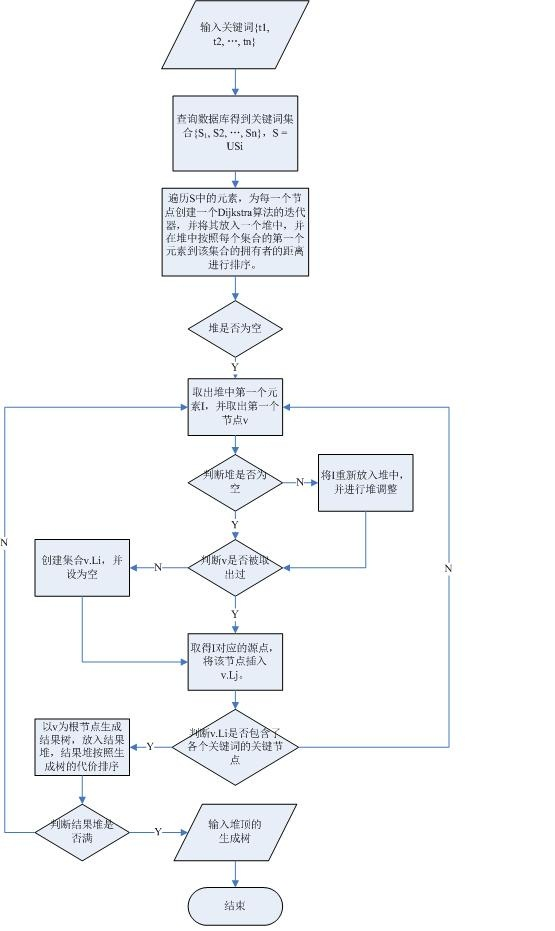 输入关键词{t1,
t2, …, tn}
查询数据库得到关键词集
合{S1, S2, …, Sn}, S =
USi
遍历S中的元素，为每一个节
点创建一个Dijkstra算法的迭代
器，并将其放入一个堆中，并
在堆中按照每个集合的第一个
元素到该集合的拥有者的距离
进行排序。
堆是否为空
Y
取出堆中第一个元
素I，并取出第一个
节点v
判断堆是否为
空
N
将I重新放入堆中，
并进行堆调整
Y
N
创建集合v.Li，并
设为空
N
判断v是否被取
出过
N
Y
取得I对应的源点，
将该节点插入
v.Lj。
以v为根节点生成
结果树，放入结果
堆，结果堆按照生
成树的代价排序
Y
判断v.Li是否包含了
各个关键词的关键节
点
判断结果堆是
否满
Y
输入堆顶的
生成树
结束